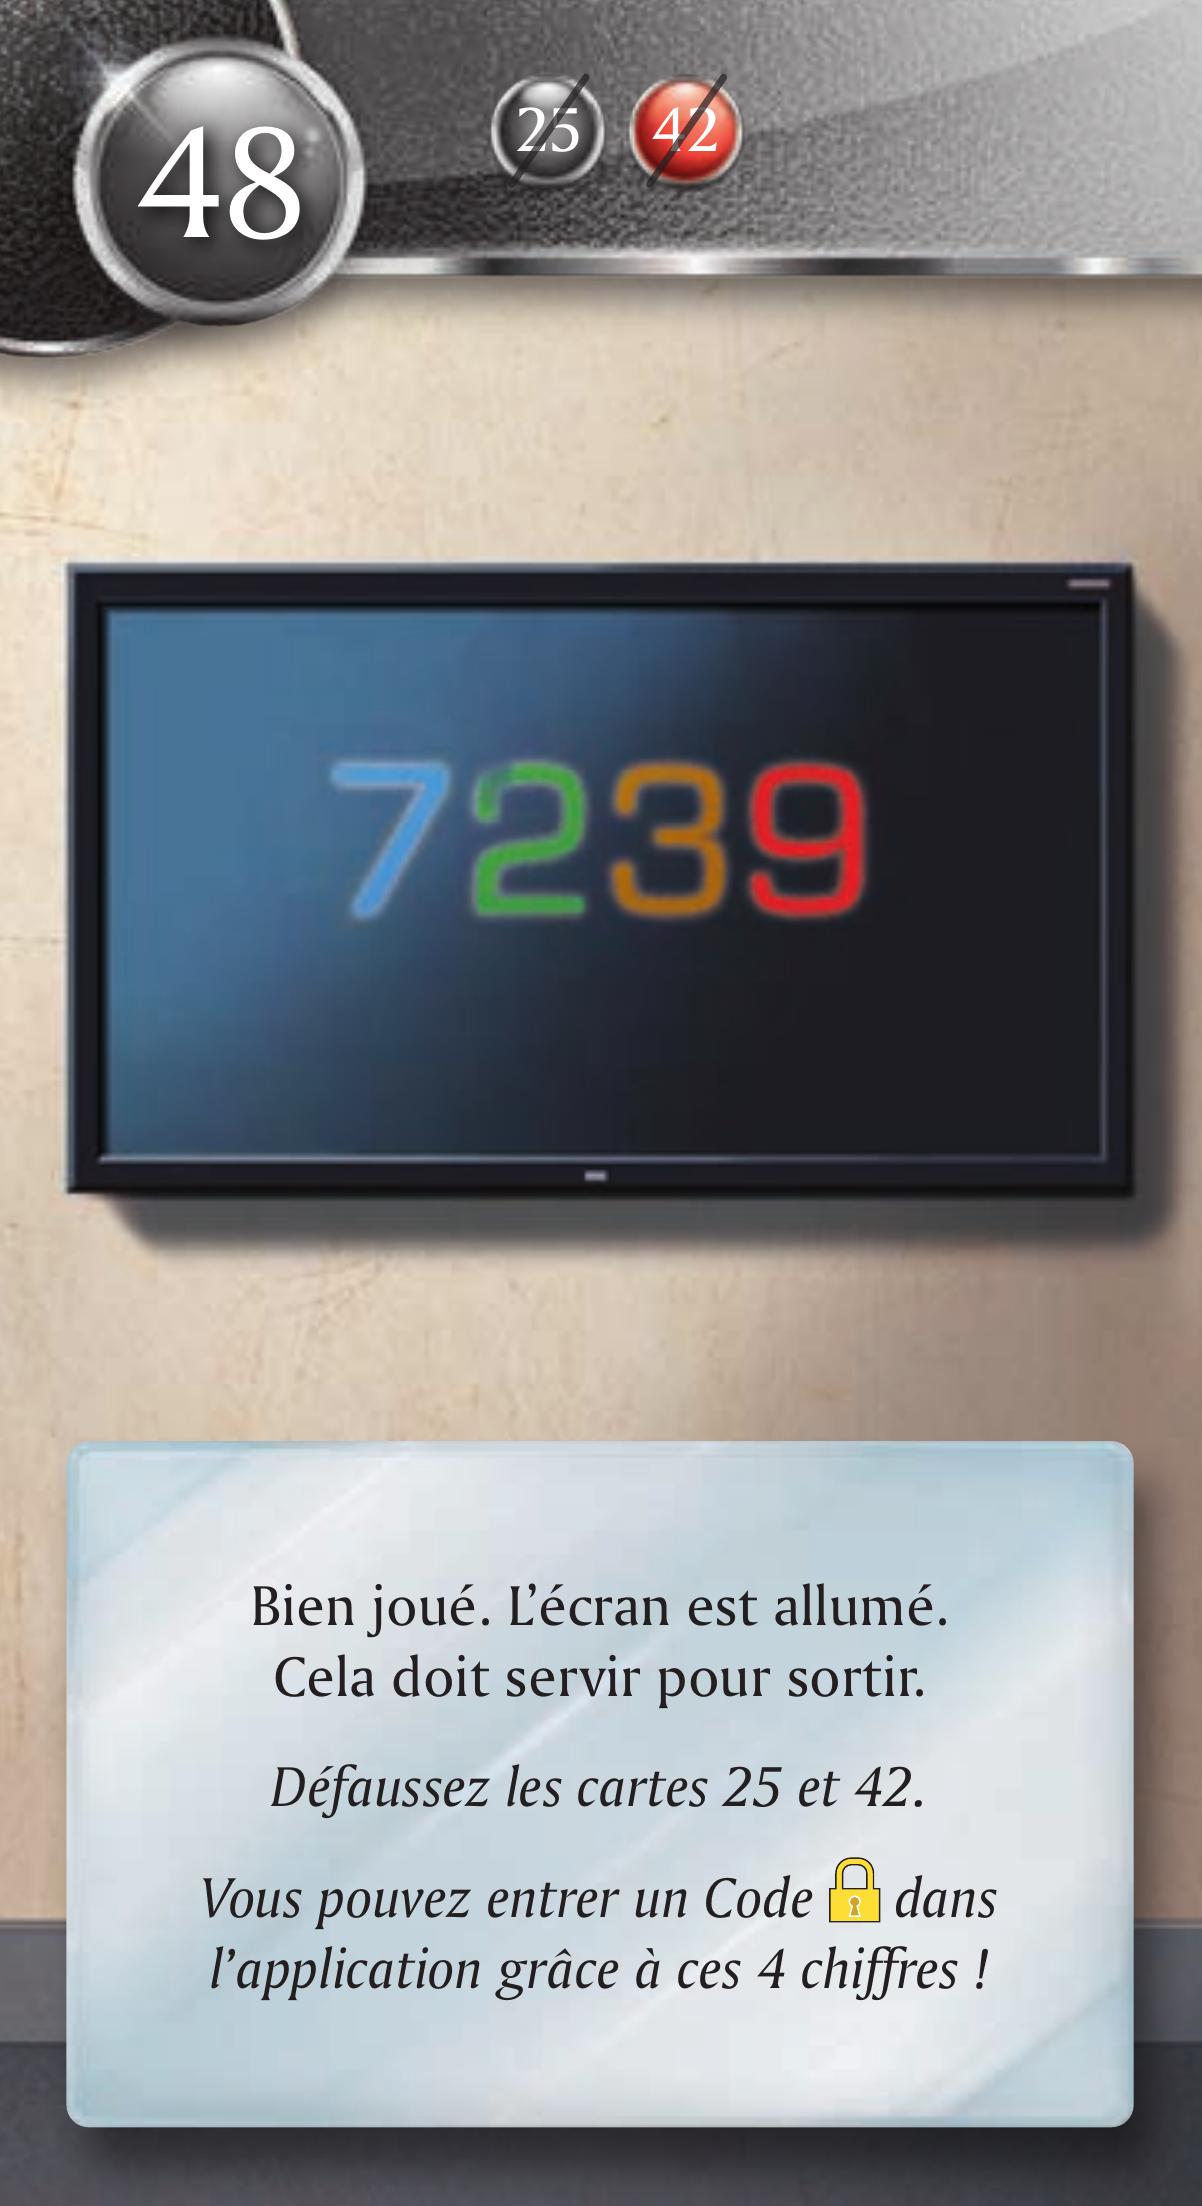 48
25 42
7239
Bien joué. L’écran est allumé.
Cela doit servir pour sortir.
Défaussez les cartes 25 et 42.
Vous pouvez entrer un Code dans
l’application grâce à ces 4 chiffres !